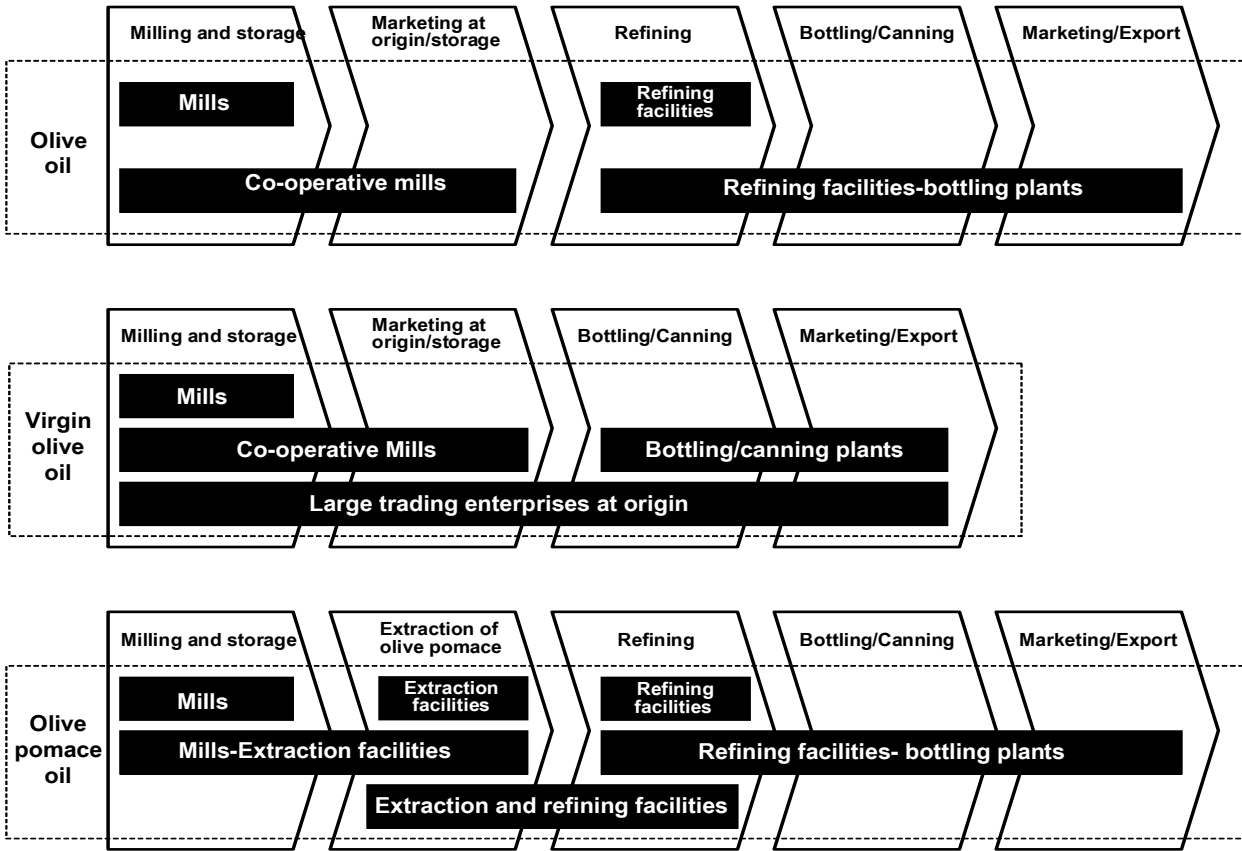 Milling and storage
Marketing at
origin/storage
Refining
Bottling/Canning
Marketing/Export
Olive
oil
Mills
Refining
facilities
Co-operative mills
Refining facilities-bottling plants
Milling and storage
Marketing at
origin/storage
Bottling/Canning
Marketing/Export
Virgin
olive
oil
Mills
Co-operative Mills
Bottling/canning plants
Large trading enterprises at origin
Milling and storage
Extraction of
olive pomace
Refining
Bottling/Canning
Marketing/Export
Olive
pomace
oil
Mills
Extraction
facilities
Refining
facilities
Mills-Extraction facilities
Refining facilities- bottling plants
Extraction and refining facilities